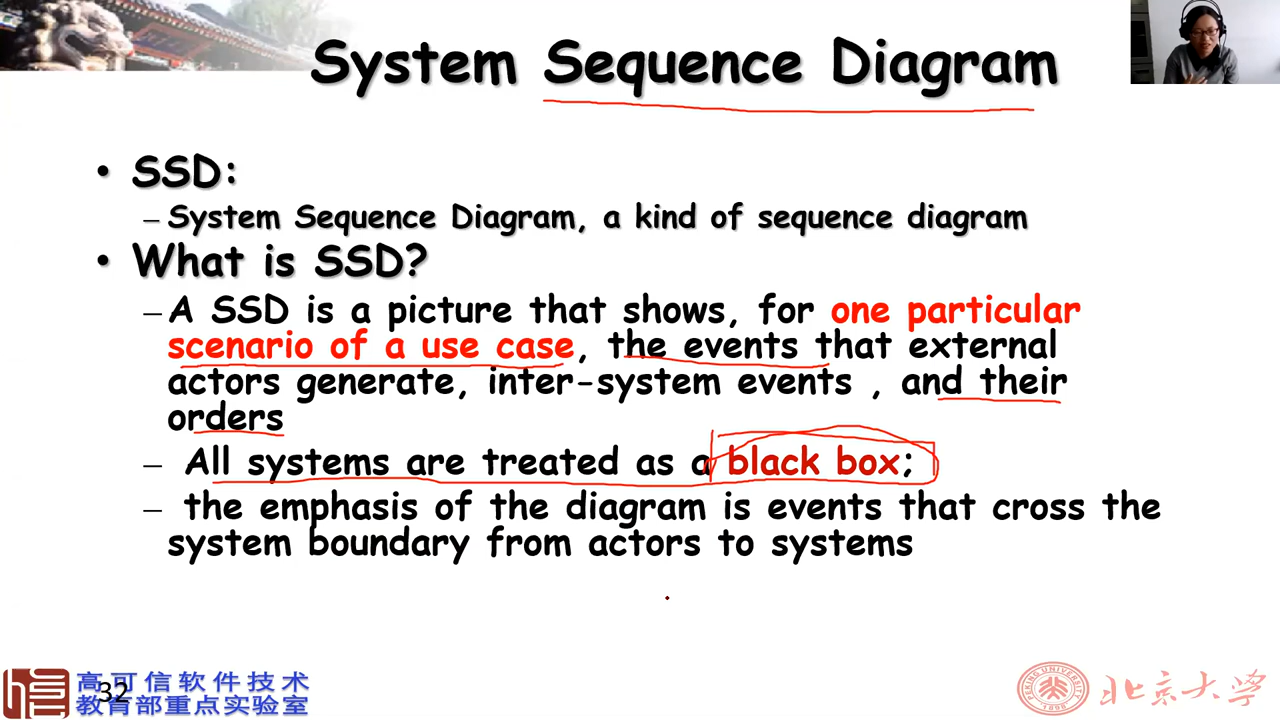 System Sequence Diagram
• SSD:
– System Sequence Diagram, a kind of sequence diagram
• What is SSD?
– A SSD is a picture that shows, for one particular
scenario of a use case, the events that external
actors generate, inter-system events , and their
orders
– All systems are treated as a black box;
– the emphasis of the diagram is events that cross the
system boundary from actors to systems
高可信软件技术
教育部重点实验室
32
PEKING UNIVERSITY
1898
北京大学